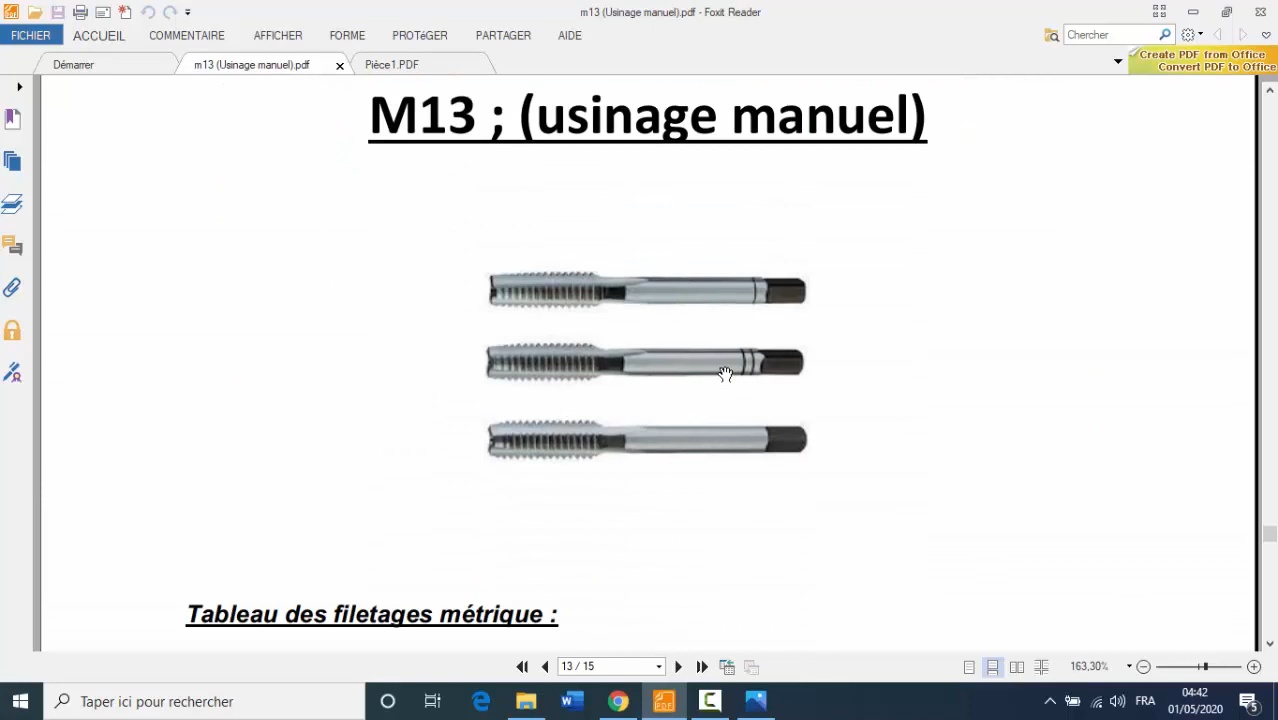 m13 (Usinage manuel).pdf - Foxit Reader
FICHIER ACCUEIL COMMENTAIRE AFFICHER FORME PROTéGER PARTAGER AIDE
Chercher
Démarrer
m13 (Usinage manuel).pdf
Pièce1.PDF
Create PDF from Office
Convert PDF to Office
M13 ; (usinage manuel)
Tableau des filetages métrique :
13 / 15
163,30%
Taper ici pour rechercher
PDF
FRA
04:42
01/05/2020
5